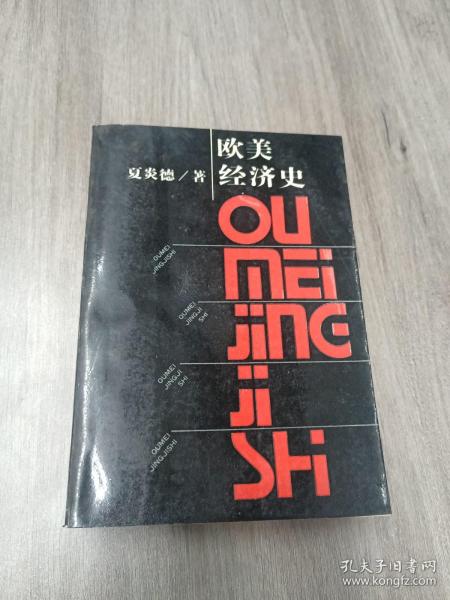 欧美
夏炎德/著
经济史
OU
MEI
JING
JI
SHI
OUMEI
JINGJISHI
OUMEI
JINGJI
SHI
OUMEI
JINGJI
SHI
OUMEI
JINGJISHI
孔夫子旧书网
www.kongfz.com